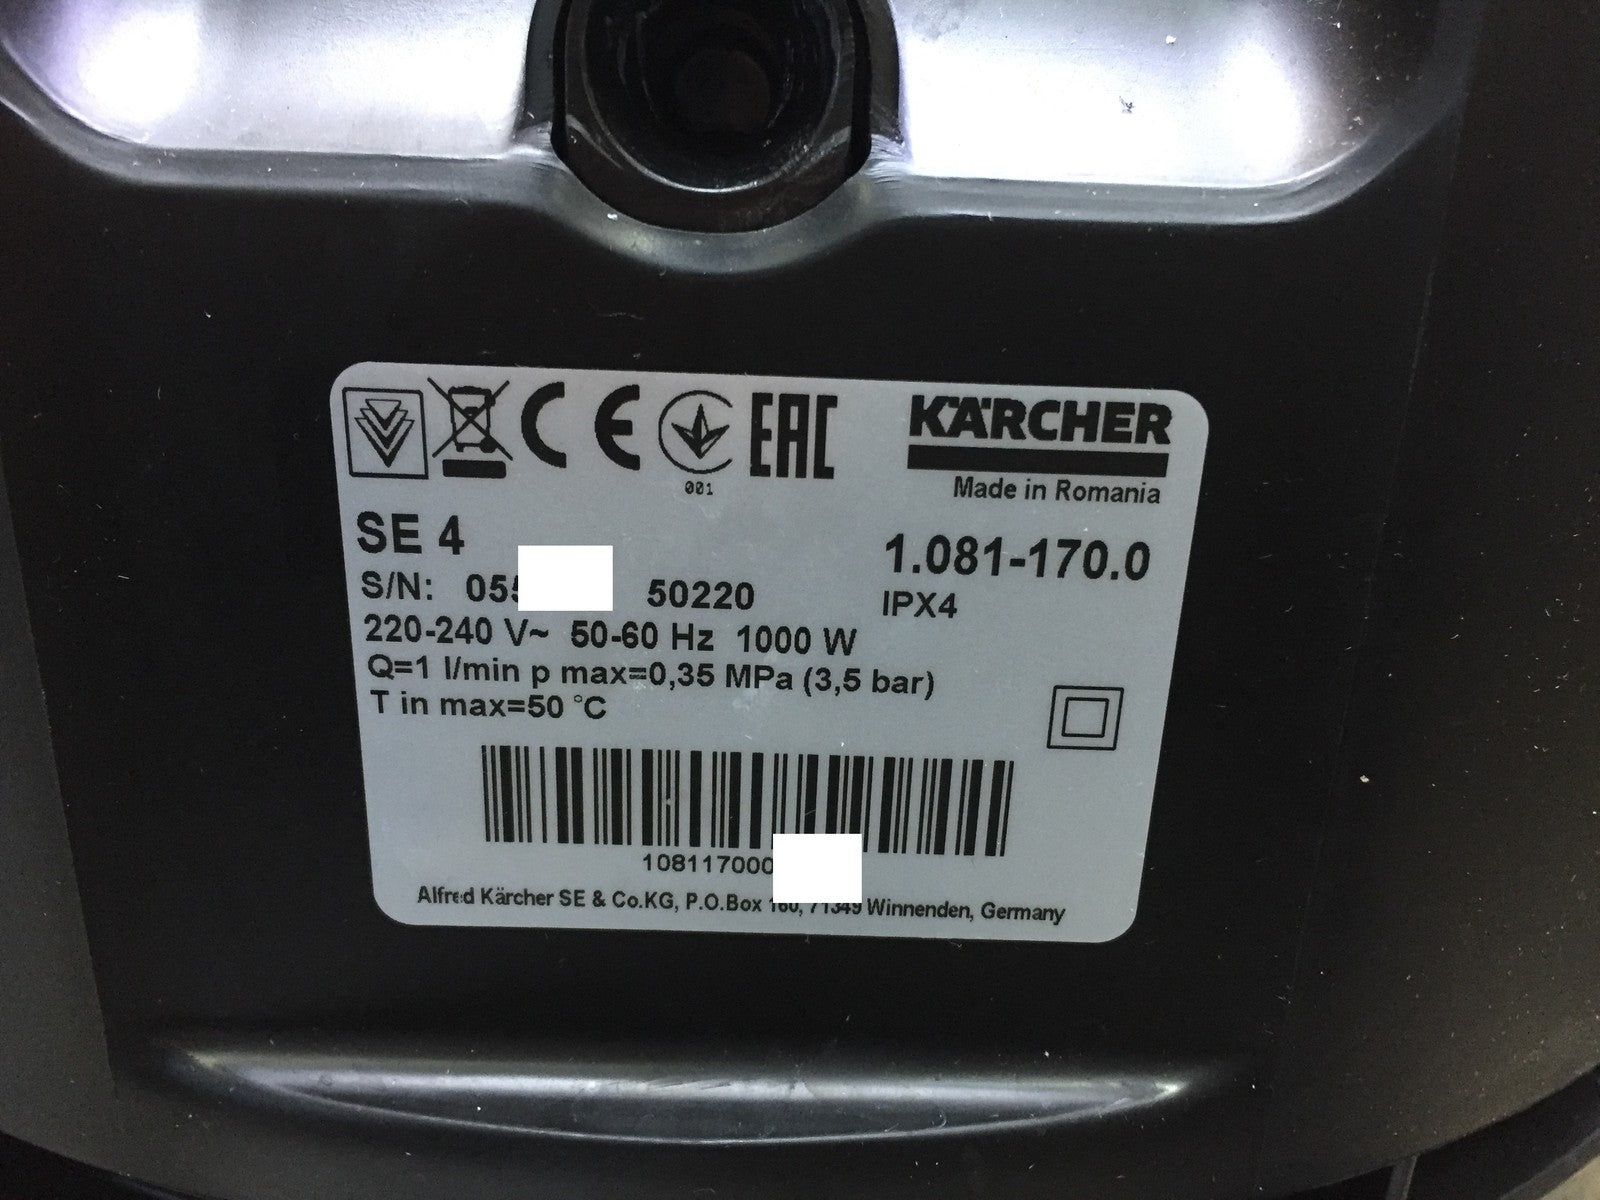 CE EAC KÄRCHER
001
Made in Romania
SE 4 1.081-170.0
S/N: 055 50220 IPX4
220-240 V~ 50-60 Hz 1000 W
Q=1 l/min p max=0,35 MPa (3,5 bar)
T in max=50 °C
108117000
Alfred Kärcher SE & Co.KG, P.O.Box 160, 71349 Winnenden, Germany